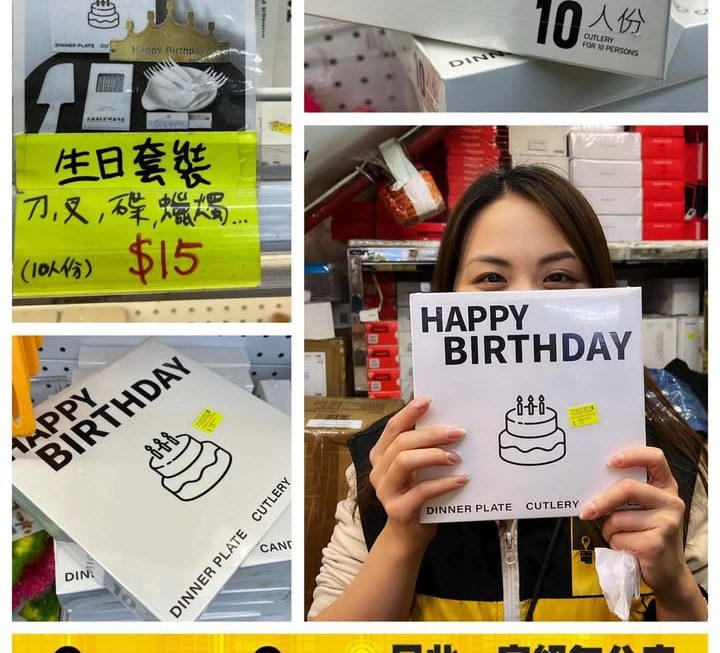 DINNER PLATE CUTLERY
Happy Birthday
TABLEWARE
生日套裝
刀,叉,碟,蠟燭...
(10人份) $15
10人份
CUTLERY
FOR 10 PERSONS
DINN
10
HAPPY
BIRTHDAY
DINNER PLATE CUTLERY
CAND
DIN
10
HAPPY
BIRTHDAY
DINNER PLATE CUTLERY